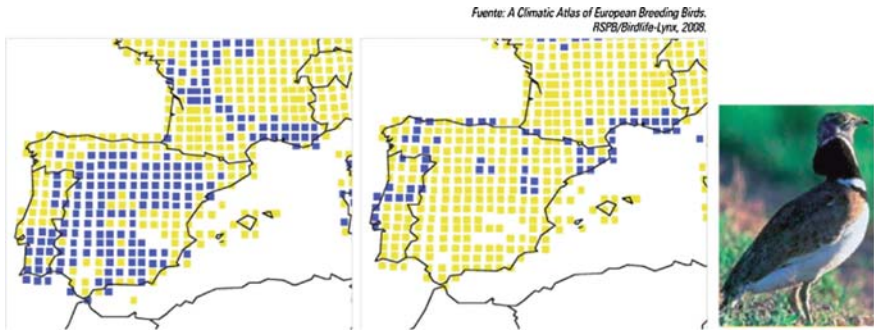 Fuente: A Climatic Atlas of European Breeding Birds.
RSPB/Birdlife-Lynx, 2008.